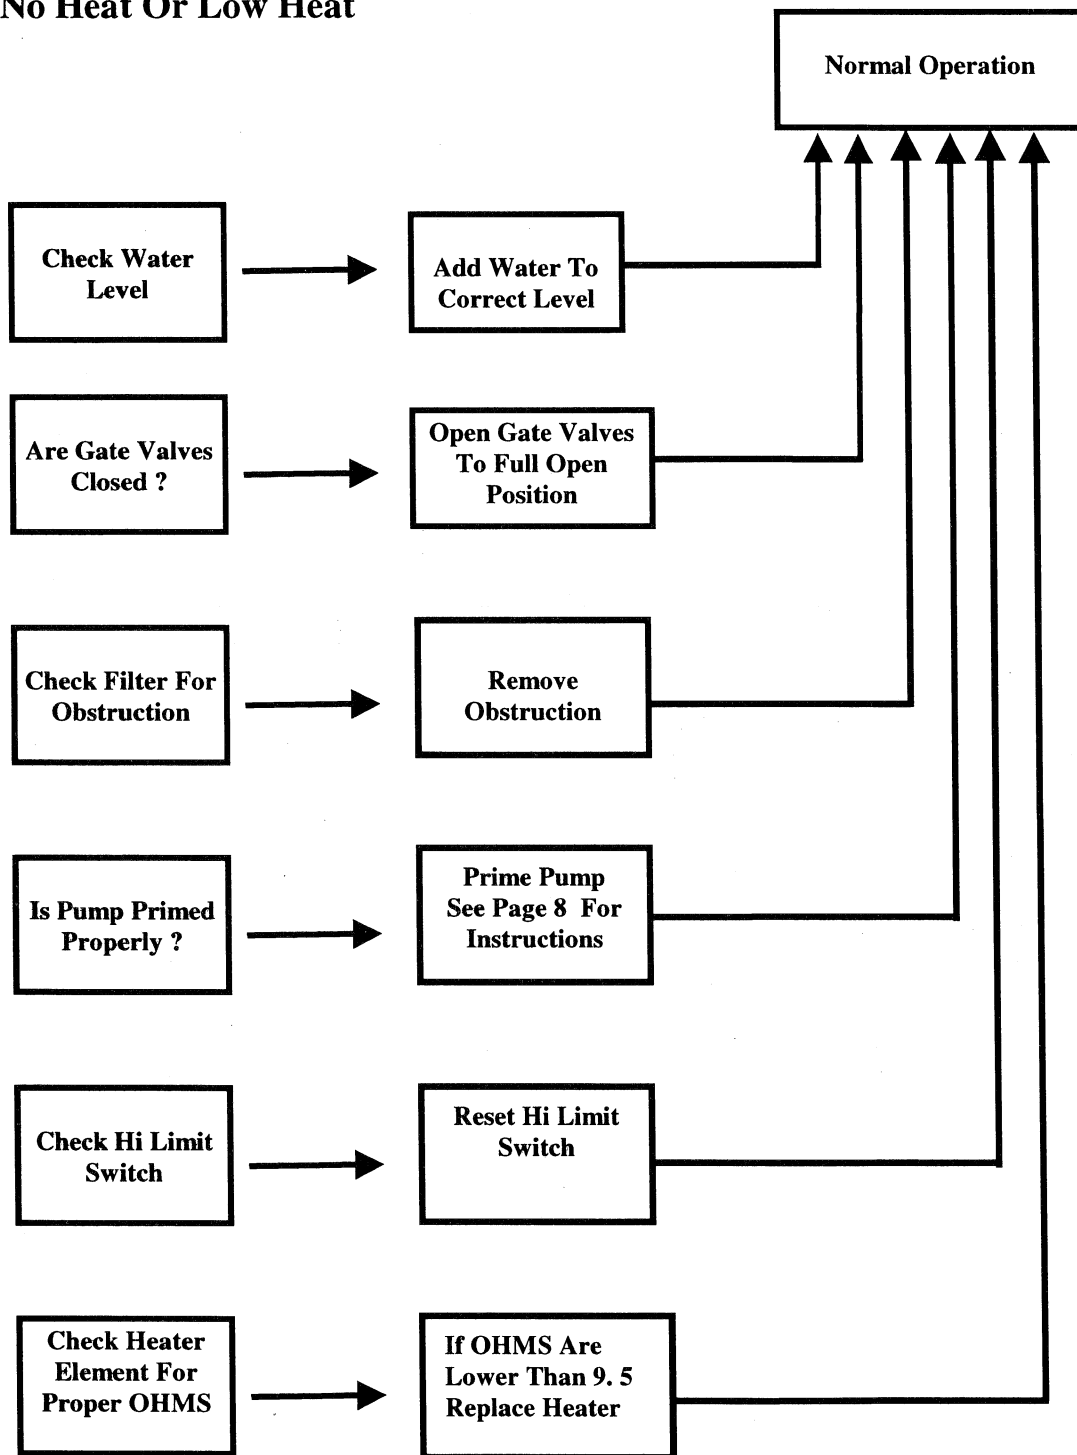 No Heat Or Low Heat
Normal Operation
Check Water
Level
Add Water To
Correct Level
Are Gate Valves
Closed ?
Open Gate Valves
To Full Open
Position
Check Filter For
Obstruction
Remove
Obstruction
Is Pump Primed
Properly ?
Prime Pump
See Page 8 For
Instructions
Check Hi Limit
Switch
Reset Hi Limit
Switch
Check Heater
Element For
Proper OHMS
If OHMS Are
Lower Than 9. 5
Replace Heater